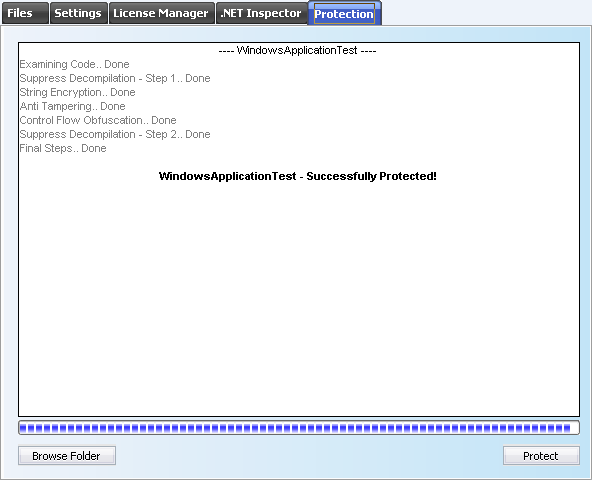 Files Settings License Manager .NET Inspector Protection
---- WindowsApplicationTest ----
Examining Code.. Done
Suppress Decompilation - Step 1.. Done
String Encryption.. Done
Anti Tampering.. Done
Control Flow Obfuscation.. Done
Suppress Decompilation - Step 2.. Done
Final Steps.. Done
WindowsApplicationTest - Successfully Protected!
Browse Folder Protect